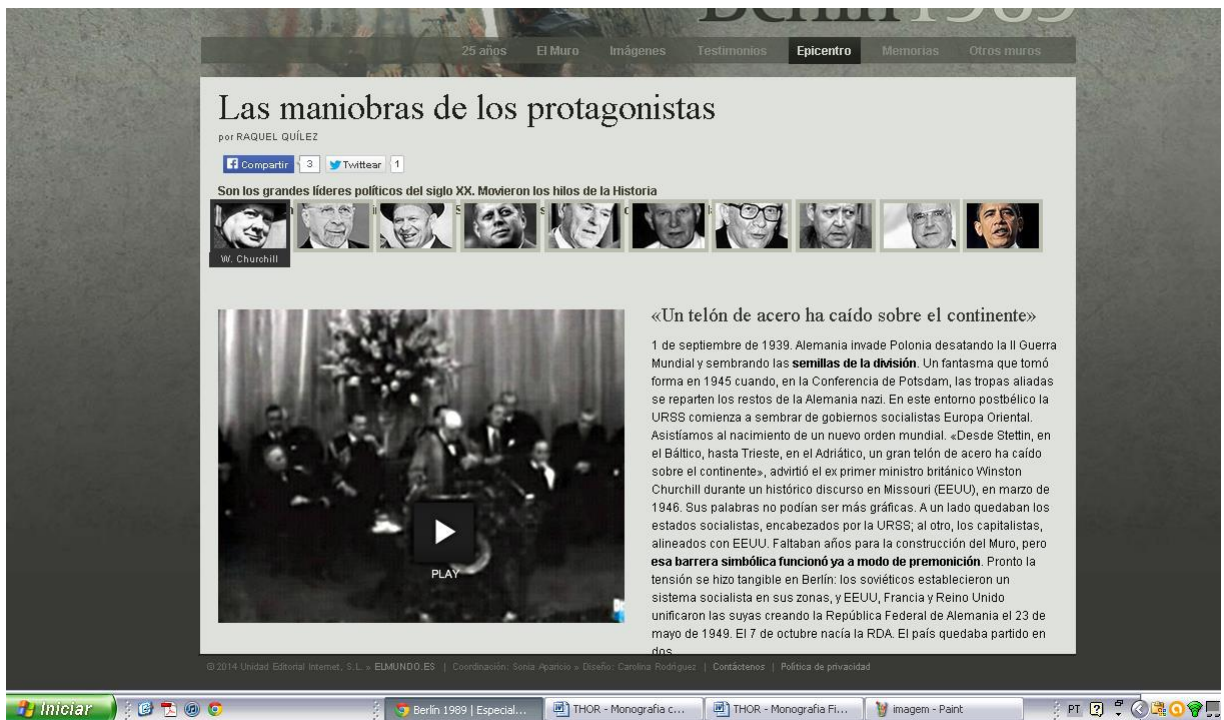 Berlin 1989
25 años El Muro Imágenes Testimonios Epicentro Memorias Otros muros
Las maniobras de los protagonistas
por RAQUEL QUÍLEZ
Compartir 3 Twittear 1
Son los grandes líderes políticos del siglo XX. Movieron los hilos de la Historia
W. Churchill
PLAY
«Un telón de acero ha caído sobre el continente»
1 de septiembre de 1939. Alemania invade Polonia desatando la II Guerra
Mundial y sembrando las semillas de la división. Un fantasma que tomó
forma en 1945 cuando, en la Conferencia de Potsdam, las tropas aliadas
se reparten los restos de la Alemania nazi. En este entorno postbélico la
URSS comienza a sembrar de gobiernos socialistas Europa Oriental.
Asistíamos al nacimiento de un nuevo orden mundial. «Desde Stettin, en
el Báltico, hasta Trieste, en el Adriático, un gran telón de acero ha caído
sobre el continente», advirtió el ex primer ministro británico Winston
Churchill durante un histórico discurso en Missouri (EEUU), en marzo de
1946. Sus palabras no podían ser más gráficas. A un lado quedaban los
estados socialistas, encabezados por la URSS; al otro, los capitalistas,
alineados con EEUU. Faltaban años para la construcción del Muro, pero
esa barrera simbólica funcionó ya a modo de premonición. Pronto la
tensión se hizo tangible en Berlín: los soviéticos establecieron un
sistema socialista en sus zonas, y EEUU, Francia y Reino Unido
unificaron las suyas creando la República Federal de Alemania el 23 de
mayo de 1949. El 7 de octubre nacía la RDA. El país quedaba partido en
dos
© 2014 Unidad Editorial Internet, S.L. » ELMUNDO.ES | Coordinación: Sonia Aparicio » Diseño: Carolina Rodríguez | Contáctenos | Política de privacidad
Iniciar Berlín 1989 | Especial... THOR - Monografia c... THOR - Monografia Fi... imagem - Paint PT